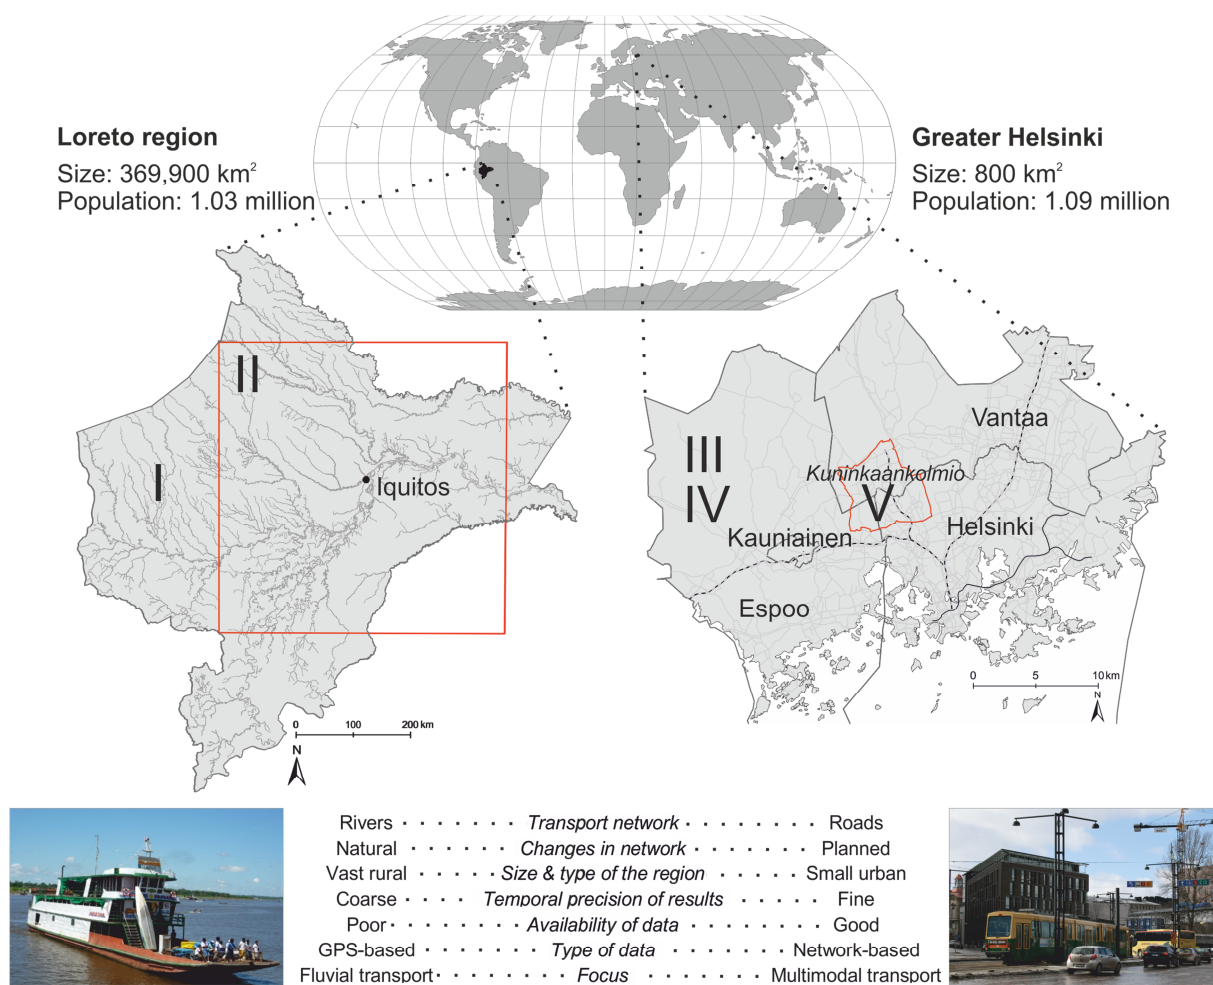 Loreto region
Size: 369,900 km²
Population: 1.03 million
Greater Helsinki
Size: 800 km²
Population: 1.09 million
II
I
Iquitos
0 100 200 km
N
Vantaa
III
Kuninkaankolmio
IV
V
Helsinki
Kauniainen
Espoo
0 5 10 km
N
Rivers Transport network Roads
Natural Changes in network Planned
Vast rural Size & type of the region Small urban
Coarse Temporal precision of results Fine
Poor Availability of data Good
GPS-based Type of data Network-based
Fluvial transport Focus Multimodal transport